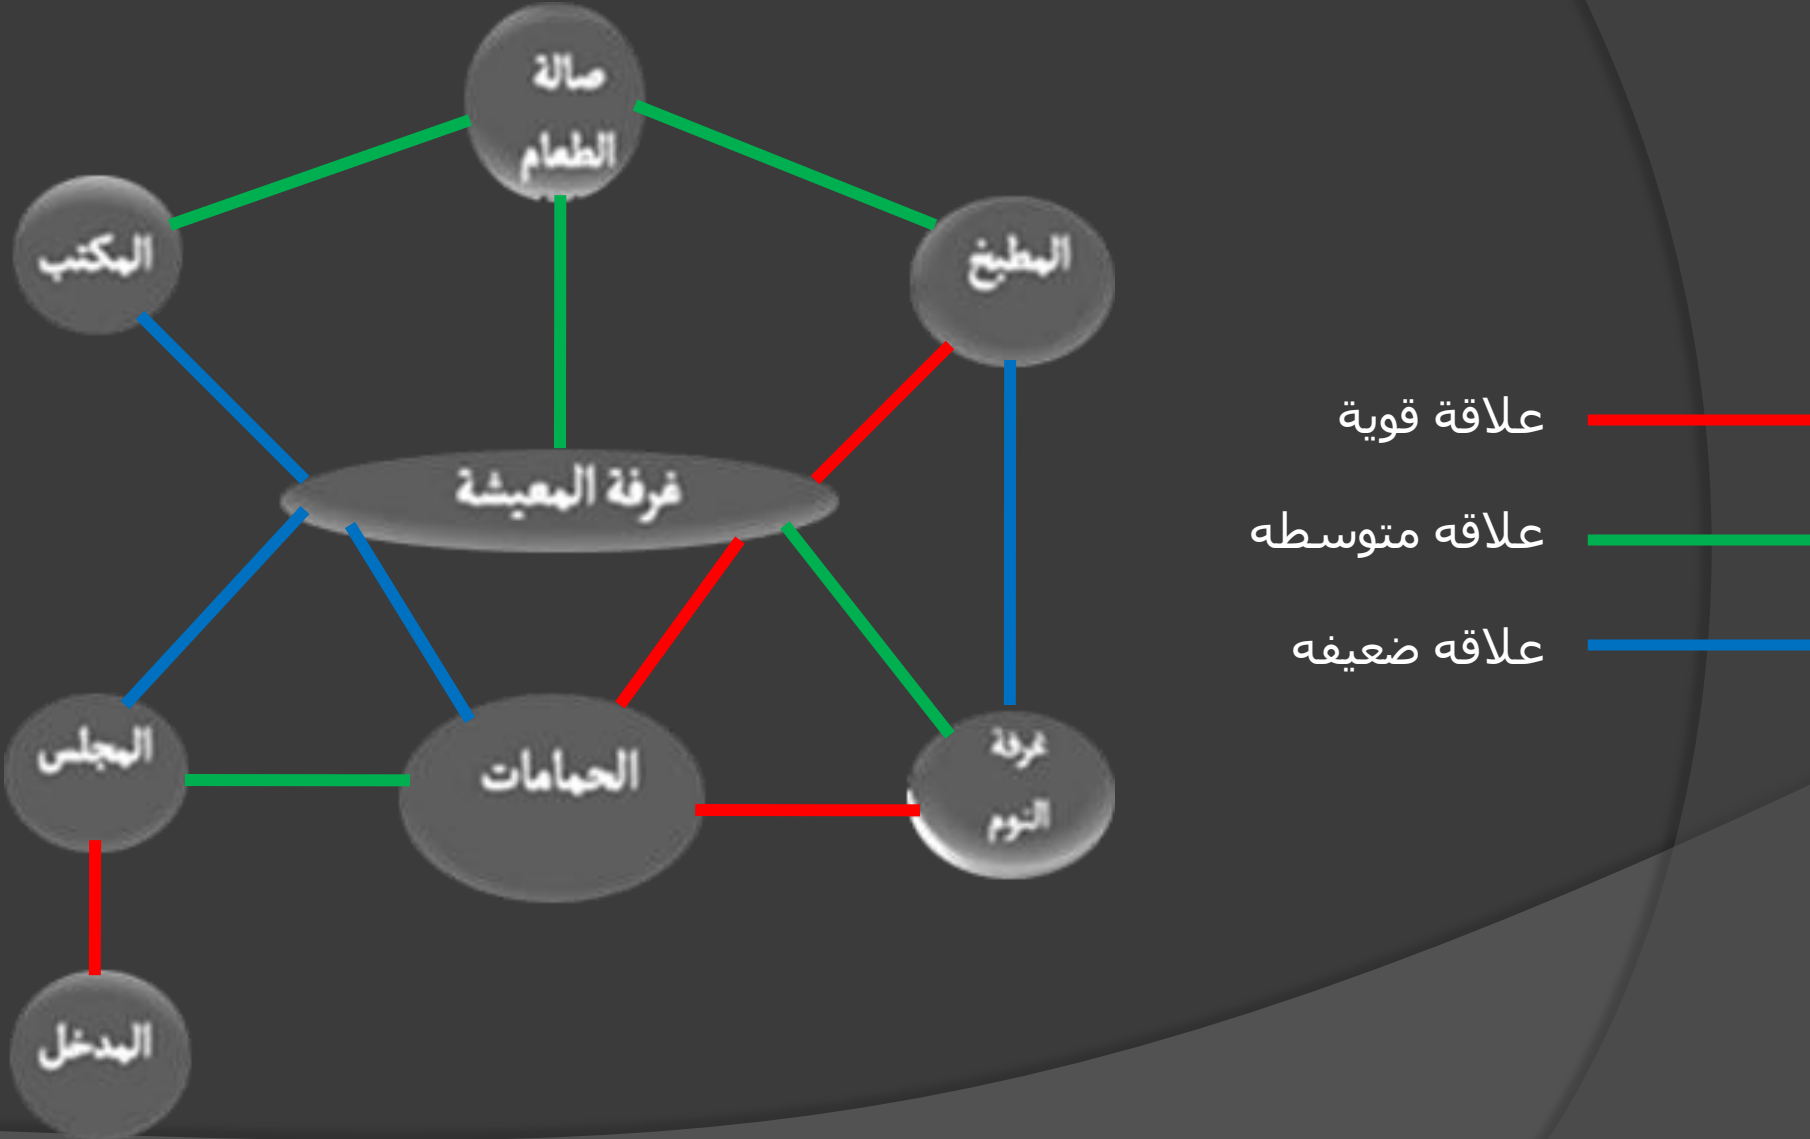 صالة
الطعام
المكتب
المطبخ
علاقة قوية
غرفة المعيشة
علاقه متوسطه
علاقه ضعيفه
المجلس
الحمامات
غرفة
النوم
المدخل